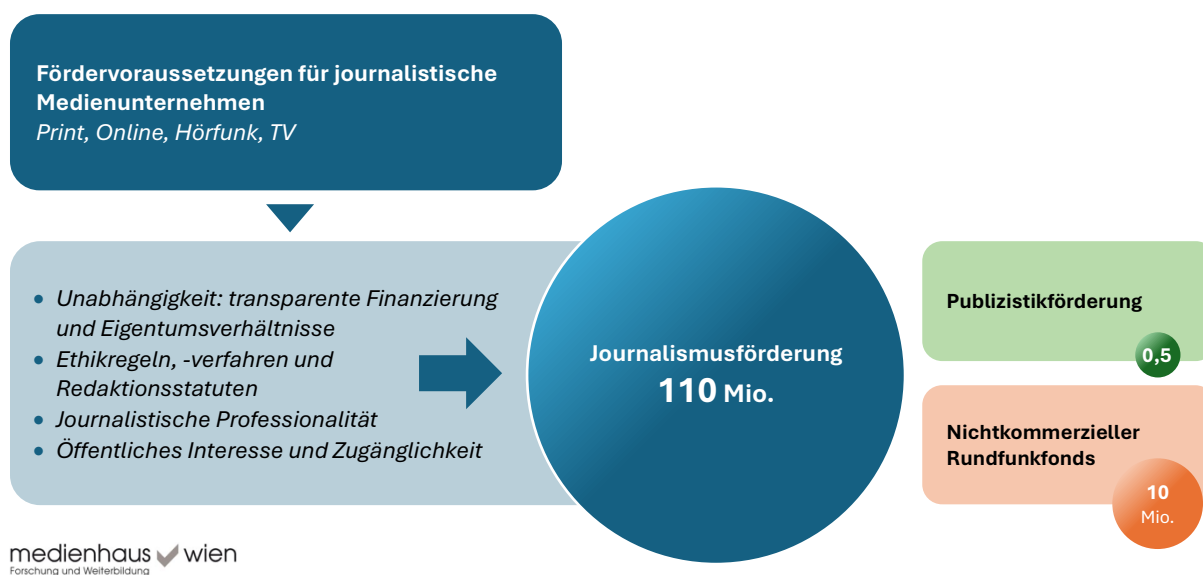 Fördervoraussetzungen für journalistische
Medienunternehmen
Print, Online, Hörfunk, TV
• Unabhängigkeit: transparente Finanzierung
und Eigentumsverhältnisse
• Ethikregeln, -verfahren und
Redaktionsstatuten
• Journalistische Professionalität
• Öffentliches Interesse und Zugänglichkeit
Journalismusförderung
110 Mio.
Publizistikförderung
0,5
Nichtkommerzieller
Rundfunkfonds
10
Mio.
medienhaus wien
Forschung und Weiterbildung